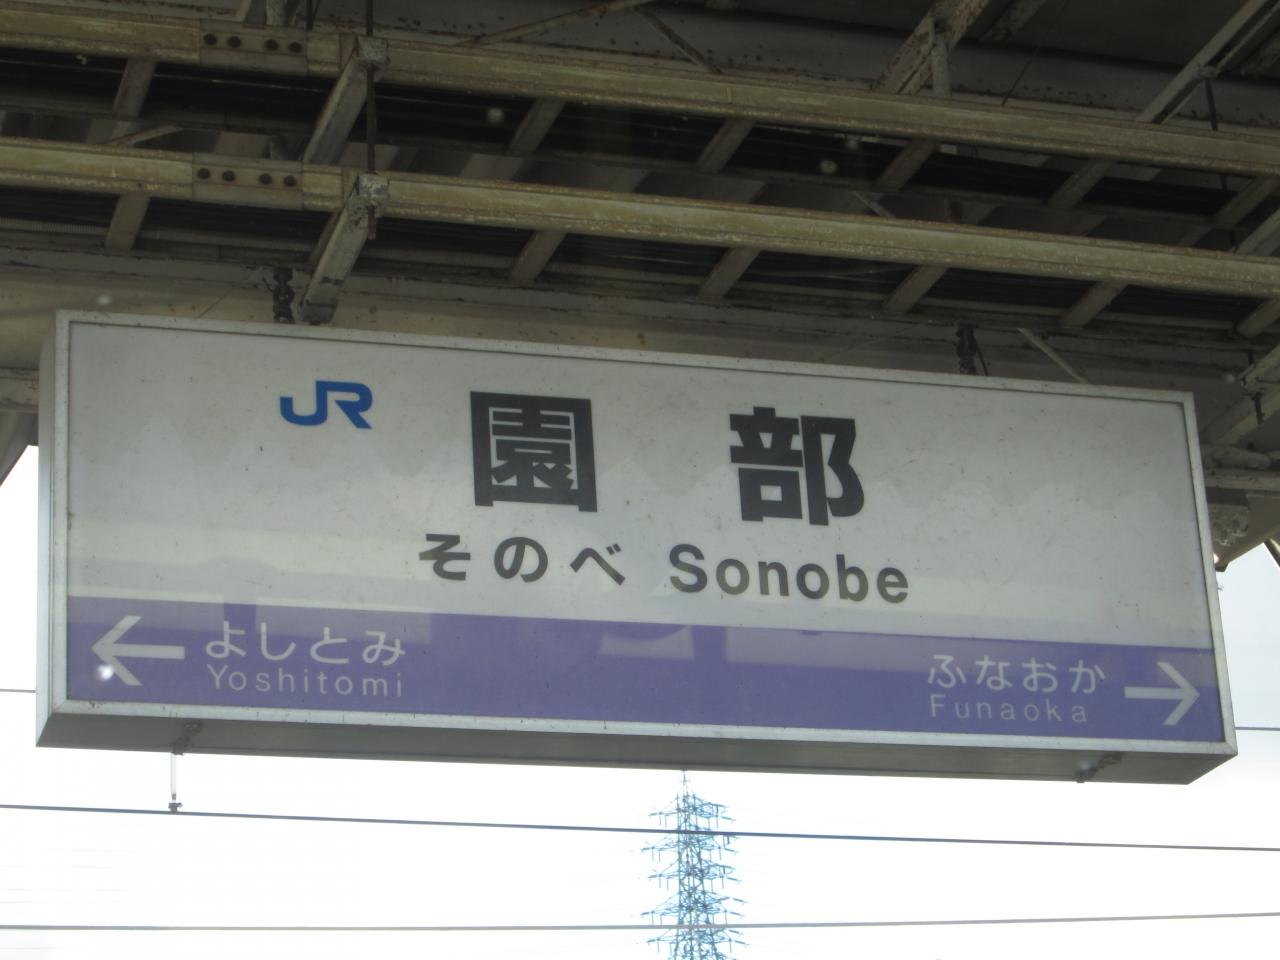 JR 園部
そのべ Sonobe
よしとみ
Yoshitomi
ふなおか
Funaoka